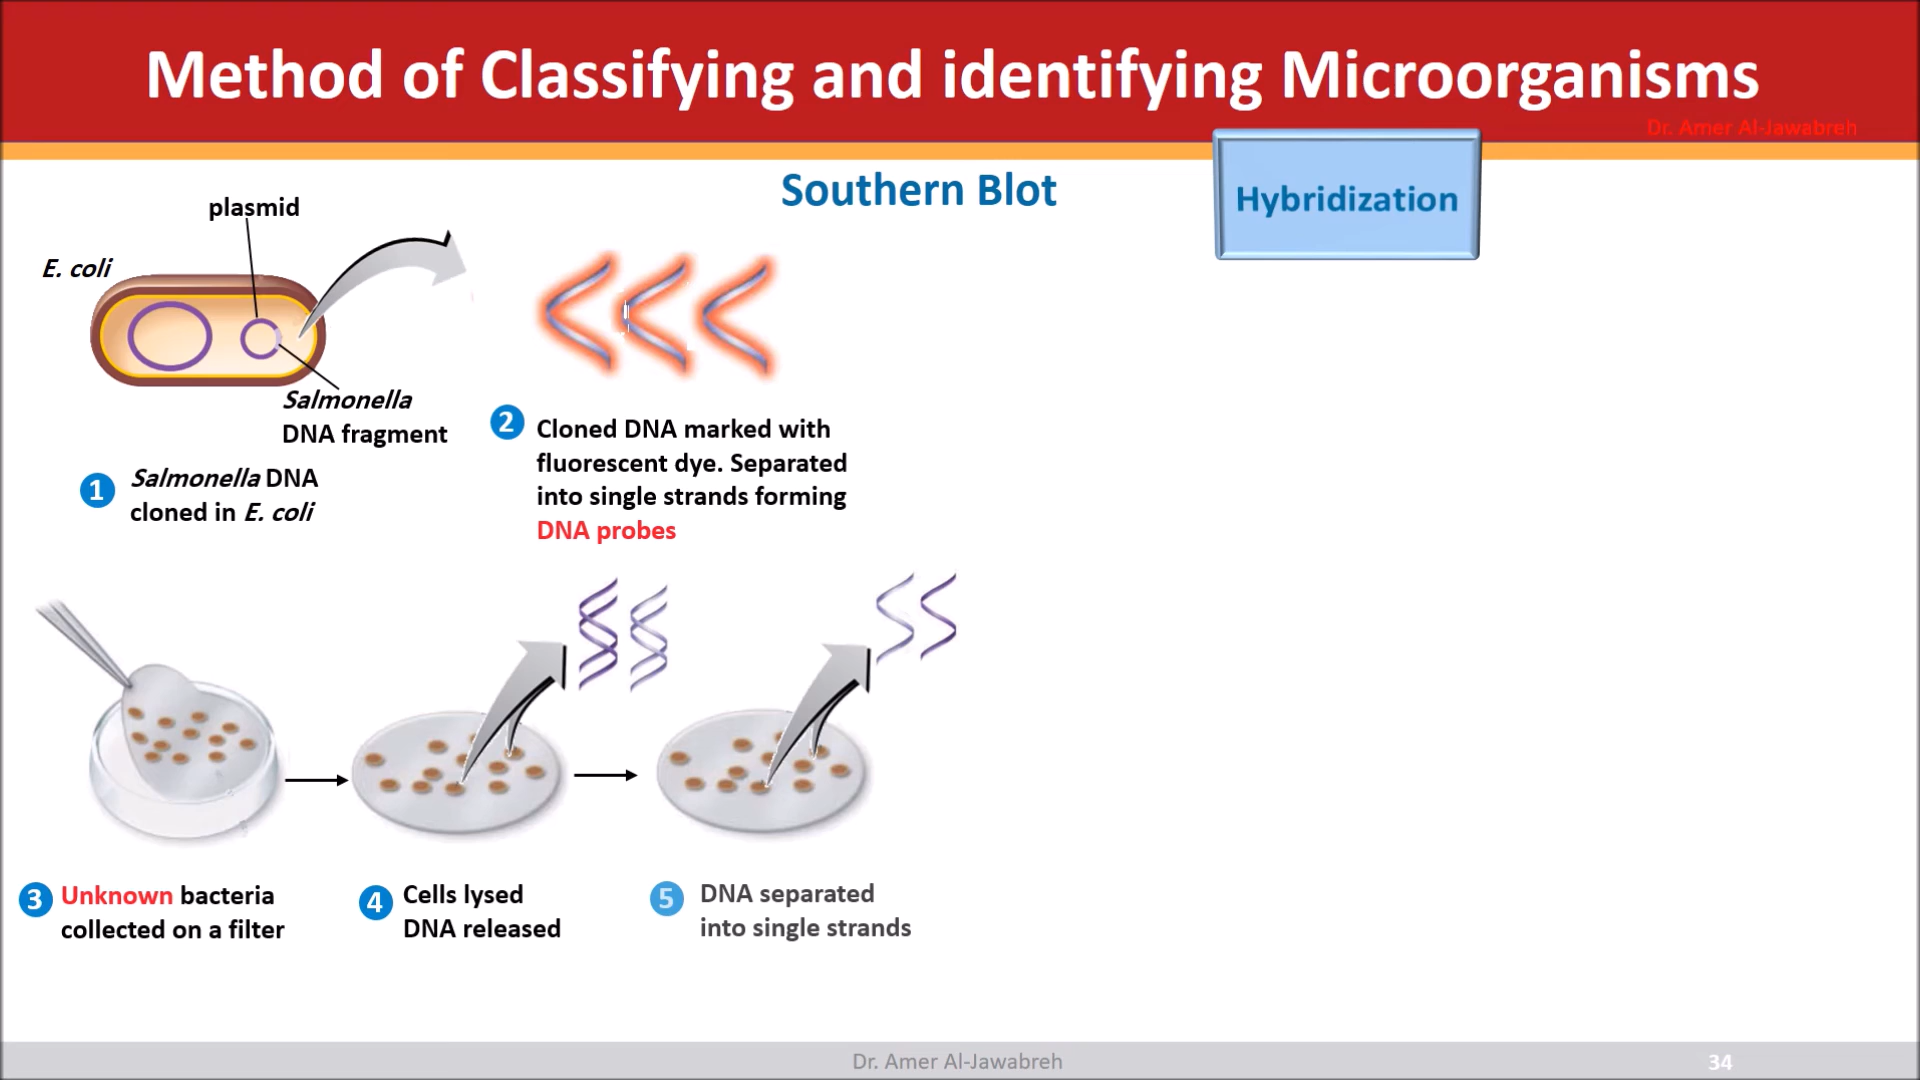 Method of Classifying and identifying Microorganisms
Dr. Amer Al-Jawabreh
Southern Blot
Hybridization
plasmid
E. coli
Salmonella
DNA fragment
1
Salmonella DNA
cloned in E. coli
2
Cloned DNA marked with
fluorescent dye. Separated
into single strands forming
DNA probes
3
Unknown bacteria
collected on a filter
4
Cells lysed
DNA released
5
DNA separated
into single strands
Dr. Amer Al-Jawabreh
34